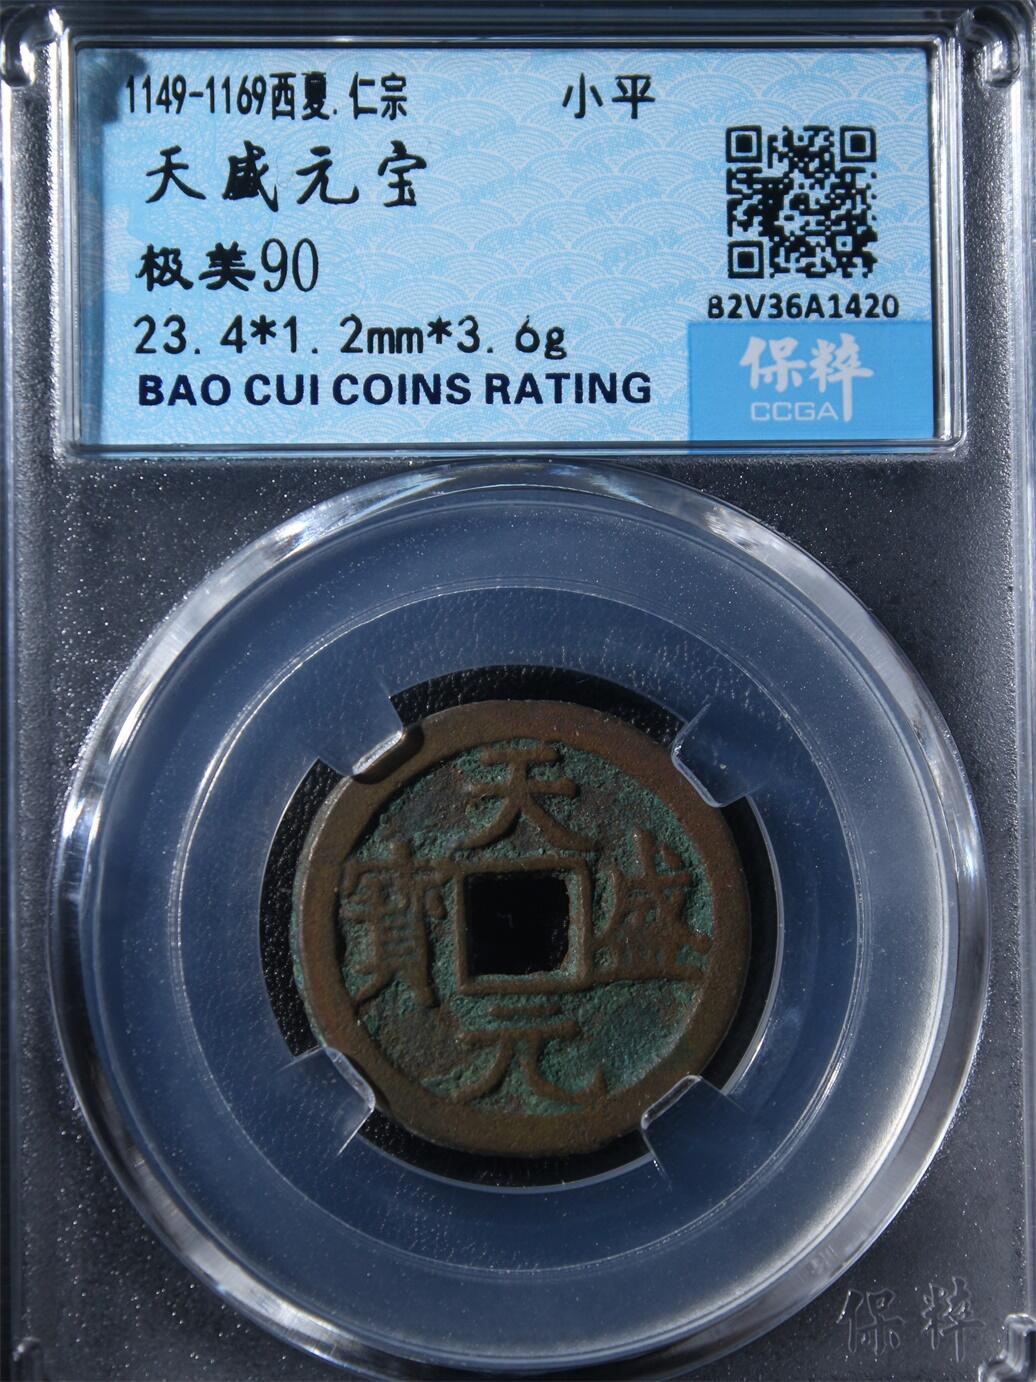 1149-1169西夏.仁宗 小平
天盛元宝
极美90
23.4*1.2mm*3.6g
BAO CUI COINS RATING
82V36A1420
保粹
CCGA
天
盛
元
寶
保粹